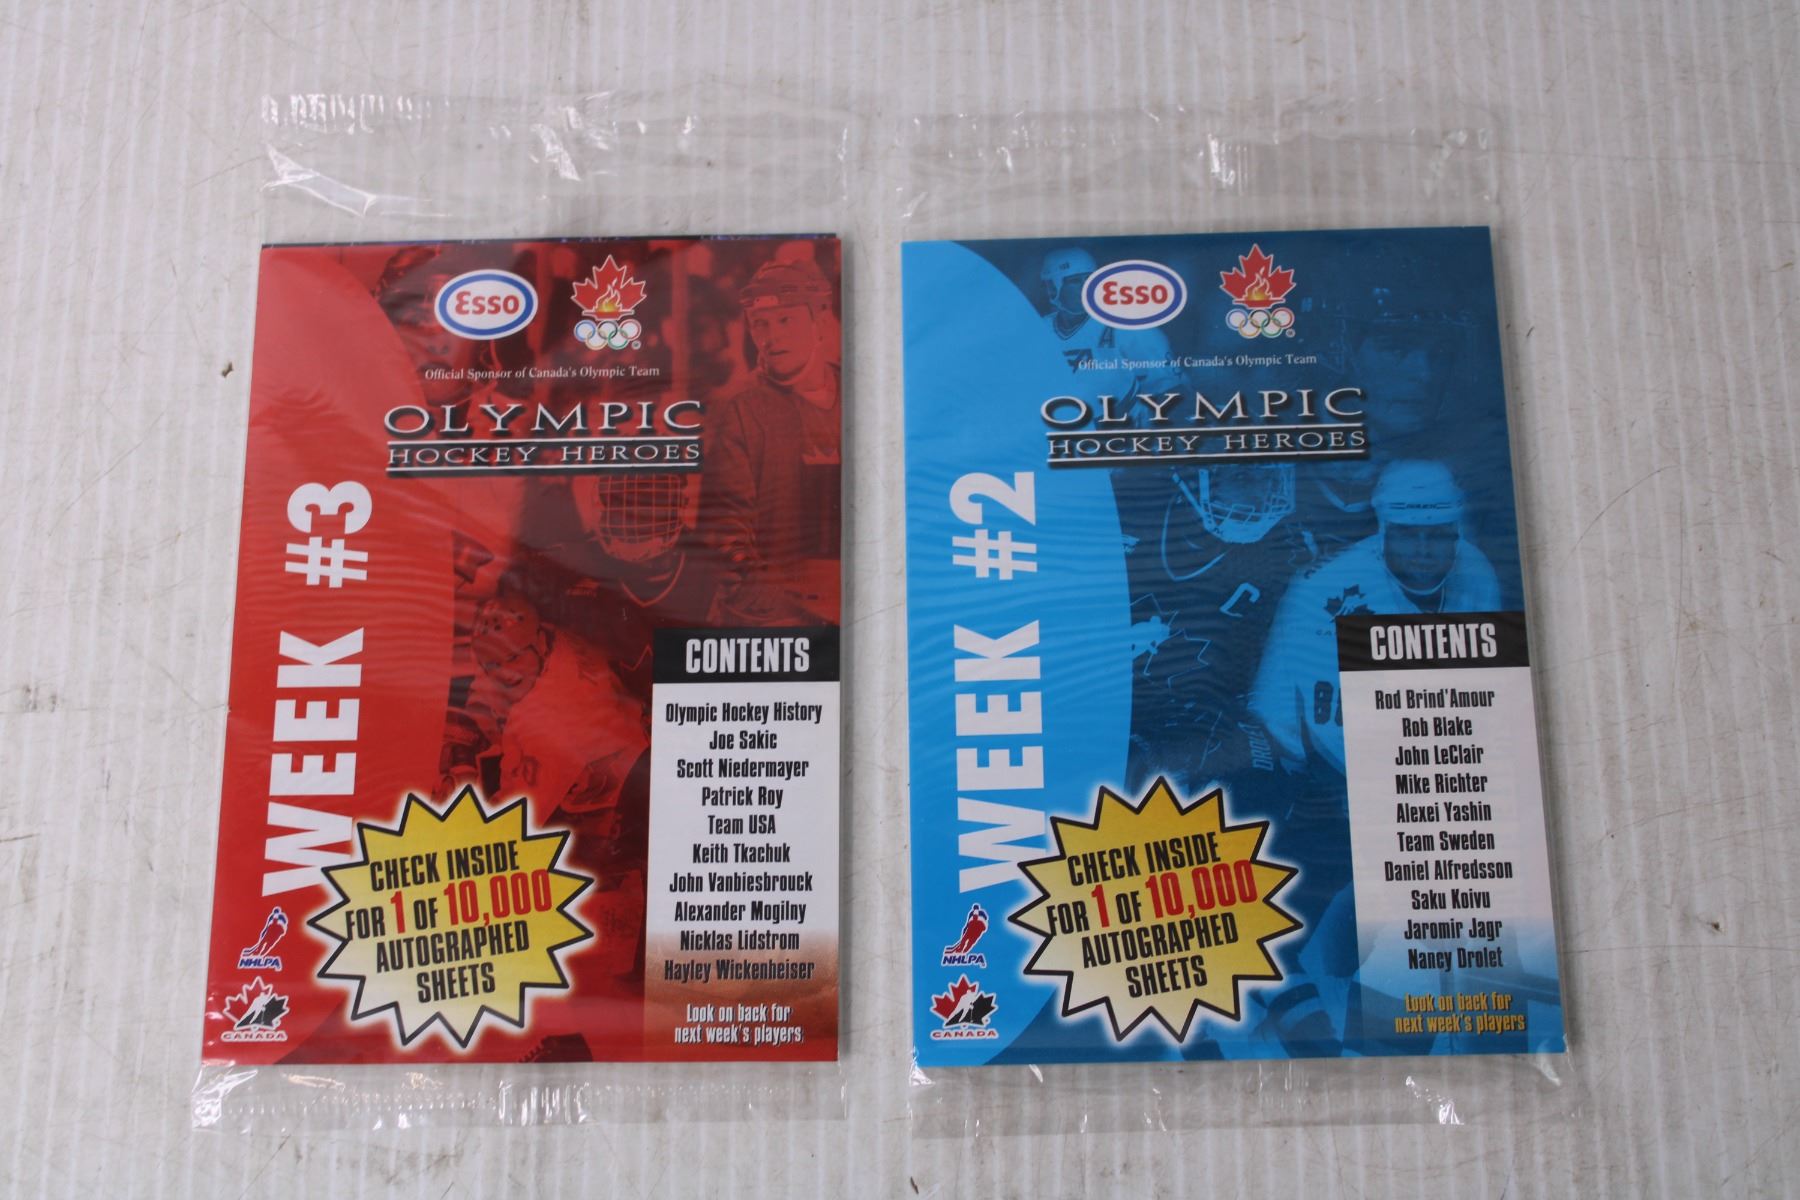 Esso
Official Sponsor of Canada's Olympic Team
OLYMPIC
HOCKEY HEROES
WEEK #3
CONTENTS
Olympic Hockey History
Joe Sakic
Scott Niedermayer
Patrick Roy
Team USA
Keith Tkachuk
John Vanbiesbrouck
Alexander Mogilny
Nicklas Lidstrom
Hayley Wickenheiser
Look on back for
next week's players
CHECK INSIDE
FOR 1 OF 10,000
AUTOGRAPHED
SHEETS
NHLPA
CANADA
Esso
Official Sponsor of Canada's Olympic Team
OLYMPIC
HOCKEY HEROES
WEEK #2
C
A
88
DROLET
CONTENTS
Rod Brind'Amour
Rob Blake
John LeClair
Mike Richter
Alexei Yashin
Team Sweden
Daniel Alfredsson
Saku Koivu
Jaromir Jagr
Nancy Drolet
Look on back for
next week's players
CHECK INSIDE
FOR 1 OF 10,000
AUTOGRAPHED
SHEETS
NHLPA
CANADA